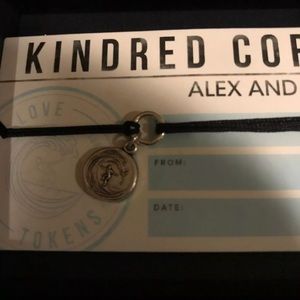 KINDRED COR
ALEX AND
LOVE
TOKENS
FROM:
DATE: